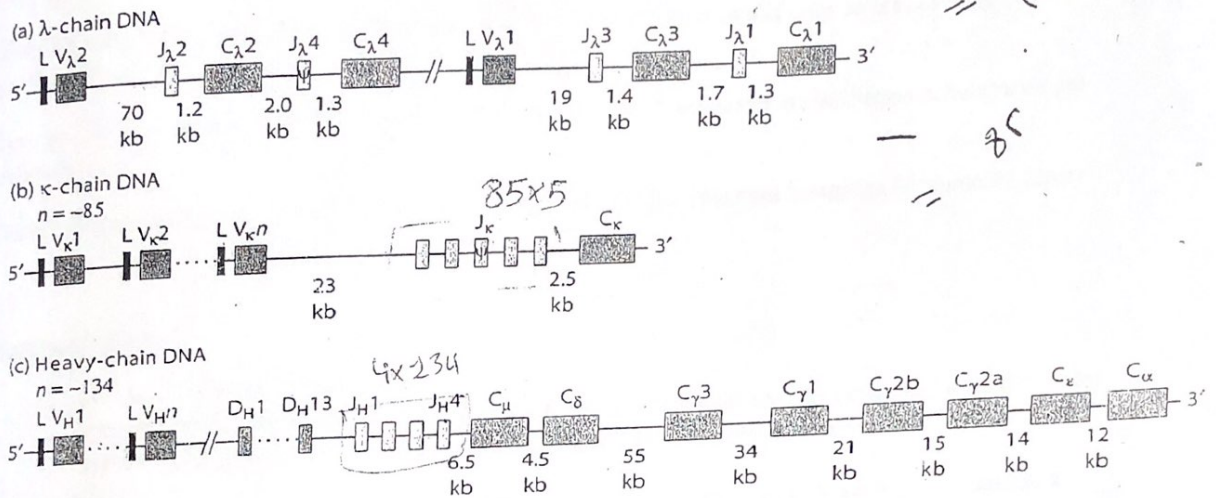 (a) λ-chain DNA
L Vλ2 Jλ2 Cλ2 Jλ4 Cλ4 L Vλ1 Jλ3 Cλ3 Jλ1 Cλ1
5′ // 3′
ψ
70 kb 1.2 kb 2.0 kb 1.3 kb 19 kb 1.4 kb 1.7 kb 1.3 kb
(b) κ-chain DNA
85x5
n = ~85
L Vκ1 L Vκ2 L Vκn Jκ Cκ
5′ ψ 3′
23 kb 2.5 kb
(c) Heavy-chain DNA
4x234
n = ~134
L VH1 L VHn DH1 DH13 JH1 JH4 Cμ Cδ Cγ3 Cγ1 Cγ2b Cγ2a Cε Cα
5′ // 3′
6.5 kb 4.5 kb 55 kb 34 kb 21 kb 15 kb 14 kb 12 kb